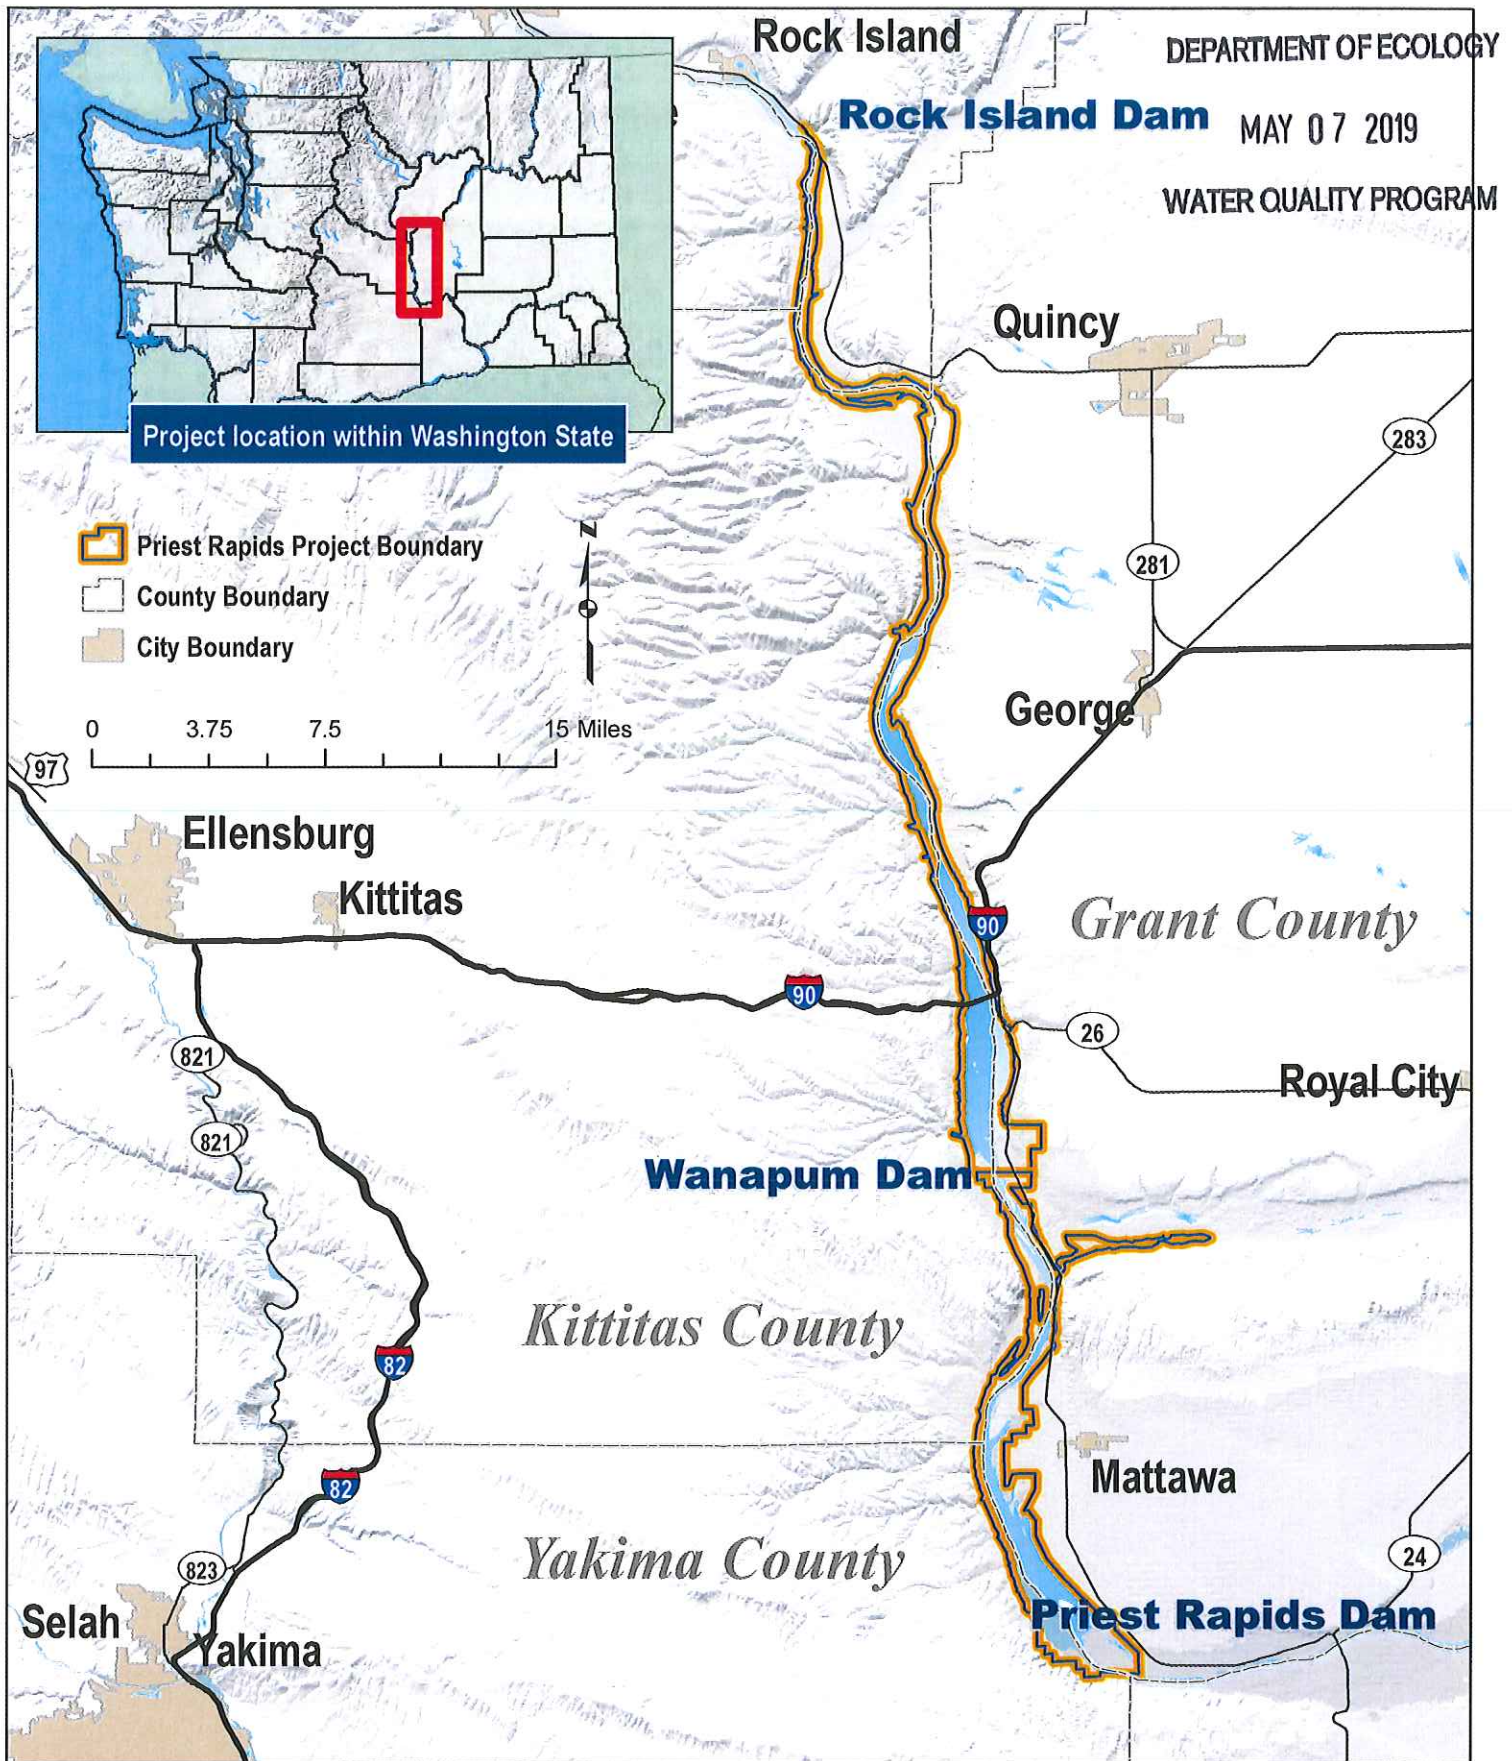 Rock Island
DEPARTMENT OF ECOLOGY
Rock Island Dam
MAY 07 2019
WATER QUALITY PROGRAM
Quincy
283
Project location within Washington State
N
Priest Rapids Project Boundary
281
County Boundary
City Boundary
George
0 3.75 7.5 15 Miles
97
Ellensburg
Kittitas
Grant County
90
90
26
821
Royal City
821
Wanapum Dam
Kittitas County
82
Mattawa
82
Yakima County
24
823
Priest Rapids Dam
Selah
Yakima